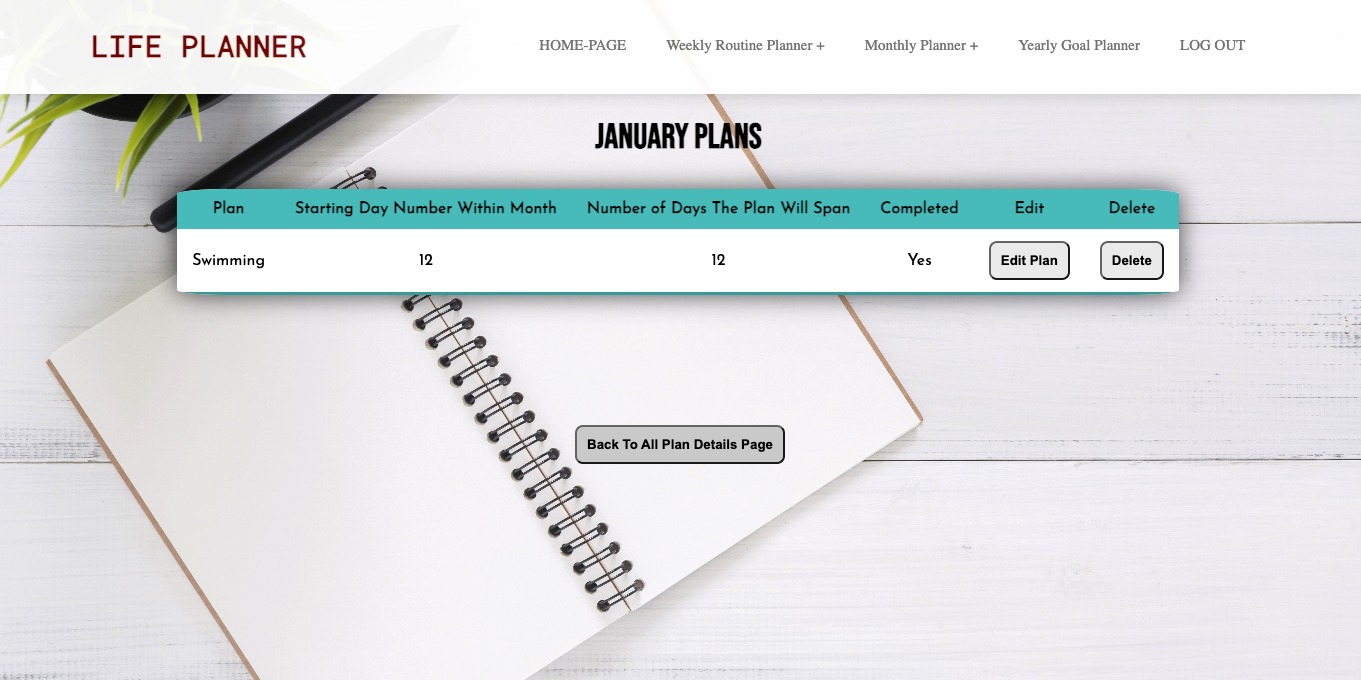 LIFE PLANNER
HOME-PAGE Weekly Routine Planner + Monthly Planner + Yearly Goal Planner LOG OUT
JANUARY PLANS
Plan Starting Day Number Within Month Number of Days The Plan Will Span Completed Edit Delete
Swimming 12 12 Yes Edit Plan Delete
Back To All Plan Details Page